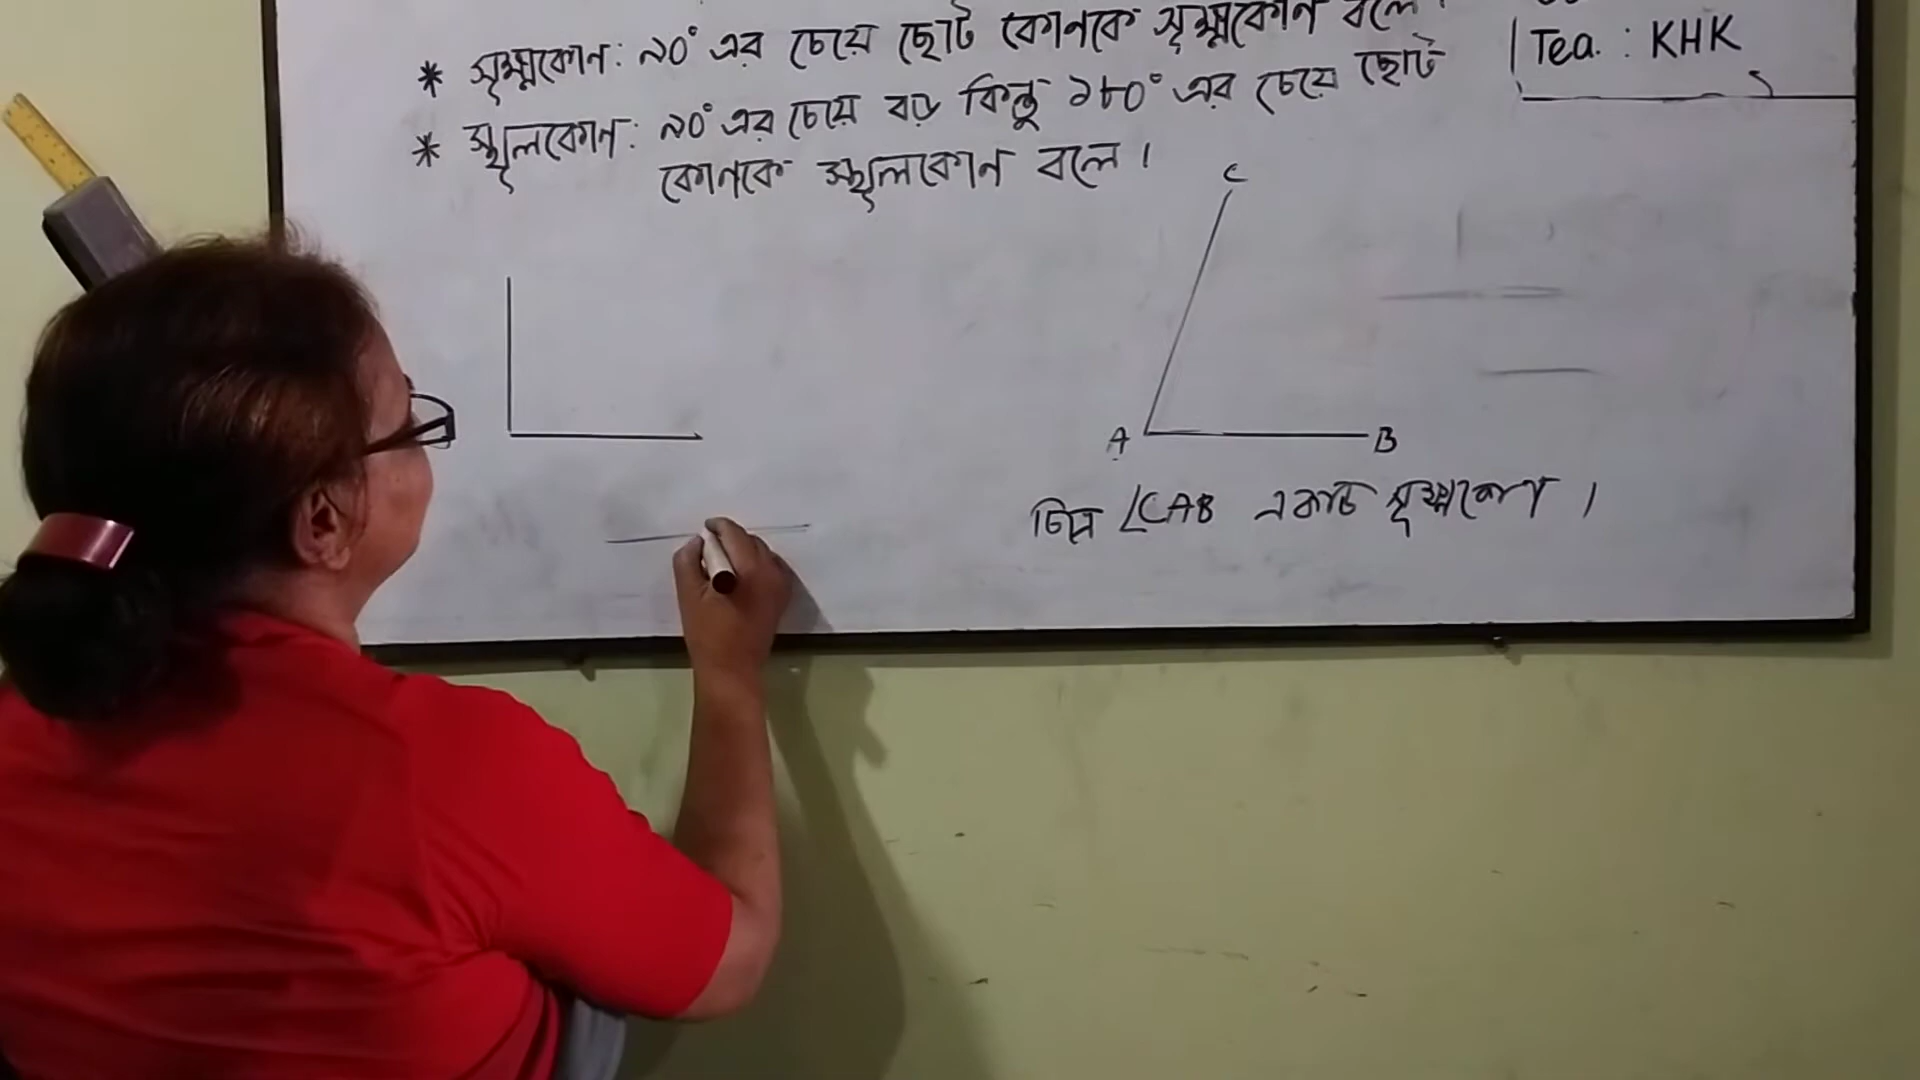 * সূক্ষ্মকোন: ৯০° এর চেয়ে ছোট কোণকে সূক্ষ্মকোন বলে।
Tea. : KHK
* স্থূলকোন: ৯০° এর চেয়ে বড় কিন্তু ১৮০° এর চেয়ে ছোট
কোণকে স্থূলকোন বলে।
C
A B
চিত্র ∠CAB একটি সূক্ষ্মকোণ।